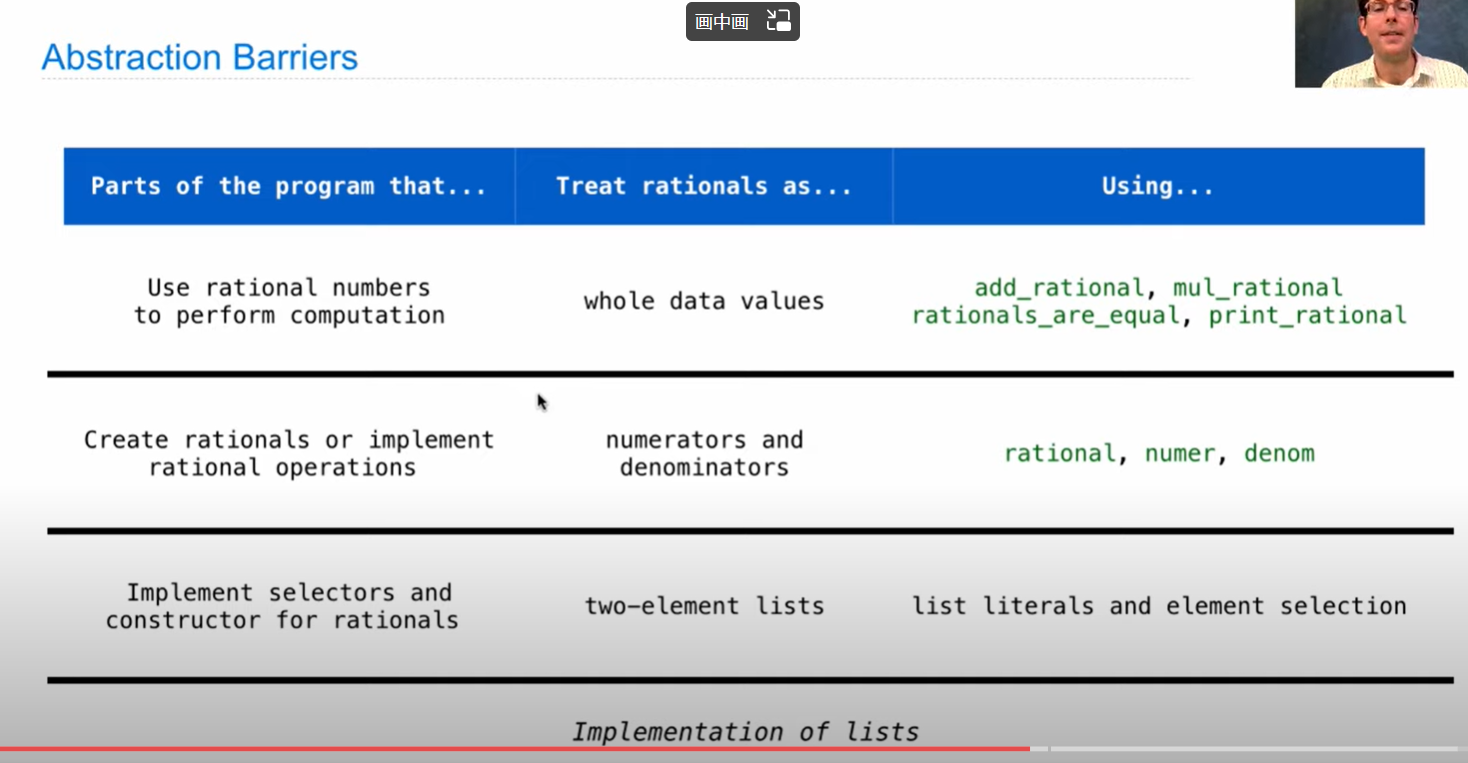 画中画
Abstraction Barriers
Parts of the program that... Treat rationals as... Using...
Use rational numbers
to perform computation
whole data values
add_rational, mul_rational
rationals_are_equal, print_rational
Create rationals or implement
rational operations
numerators and
denominators
rational, numer, denom
Implement selectors and
constructor for rationals
two-element lists
list literals and element selection
Implementation of lists